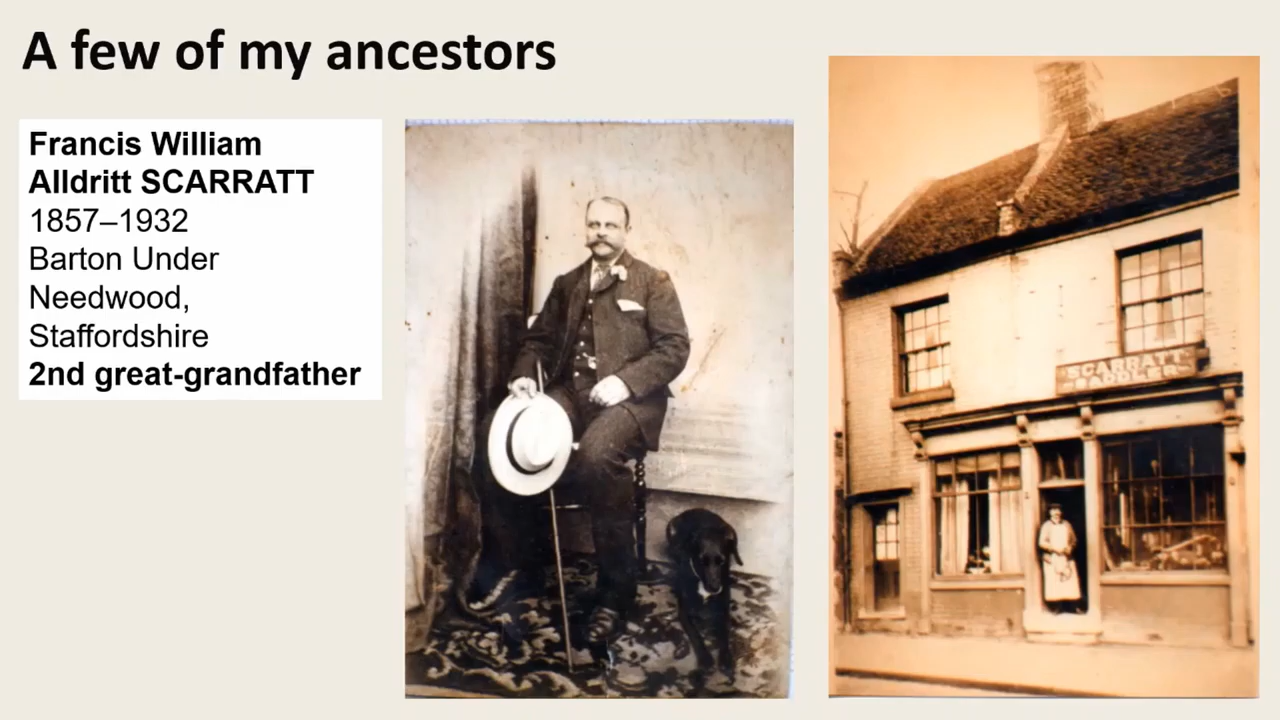 A few of my ancestors
Francis William
Alldritt SCARRATT
1857–1932
Barton Under
Needwood,
Staffordshire
2nd great-grandfather
SCARRATT
SADDLER